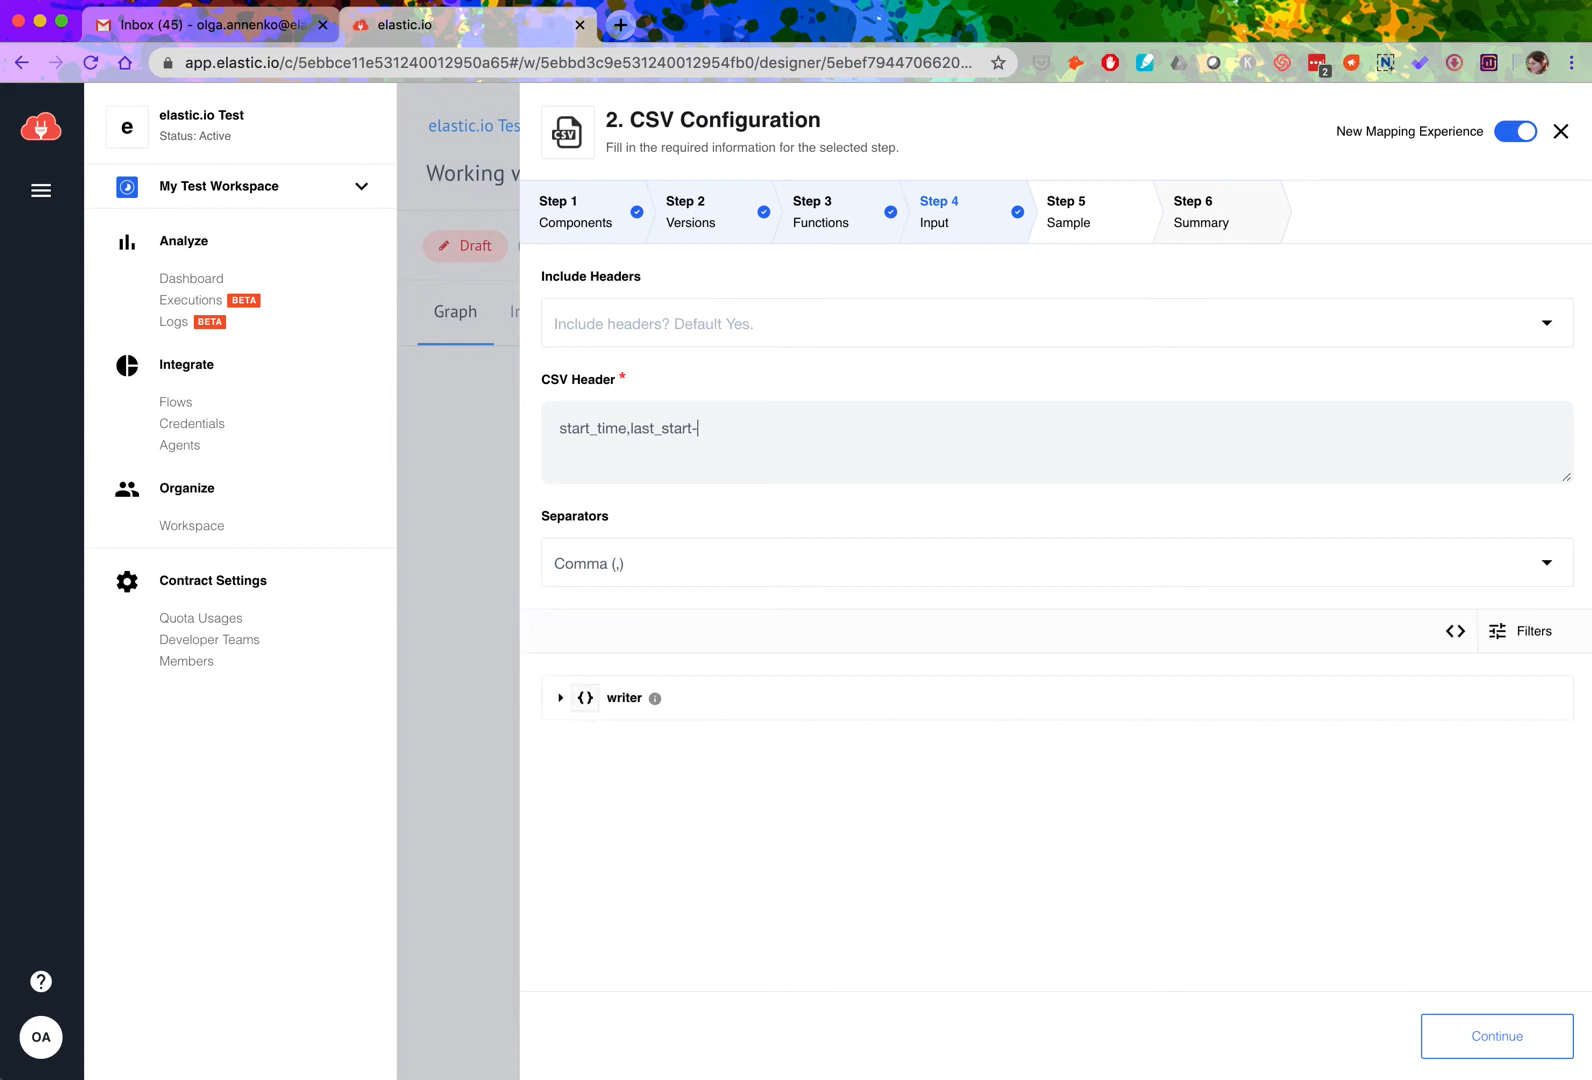 Inbox (45) - olga.annenko@ela
elastic.io
app.elastic.io/c/5ebbce11e531240012950a65#/w/5ebbd3c9e531240012954fb0/designer/5ebef7944706620...
2
e
elastic.io Test
Status: Active
My Test Workspace
Analyze
Dashboard
Executions BETA
Logs BETA
Integrate
Flows
Credentials
Agents
Organize
Workspace
Contract Settings
Quota Usages
Developer Teams
Members
?
OA
elastic.io Tes
Working v
Draft
Graph
CSV
2. CSV Configuration
Fill in the required information for the selected step.
New Mapping Experience
Step 1
Components
Step 2
Versions
Step 3
Functions
Step 4
Input
Step 5
Sample
Step 6
Summary
Include Headers
Include headers? Default Yes.
CSV Header *
start_time,last_start-
Separators
Comma (,)
Filters
writer
Continue